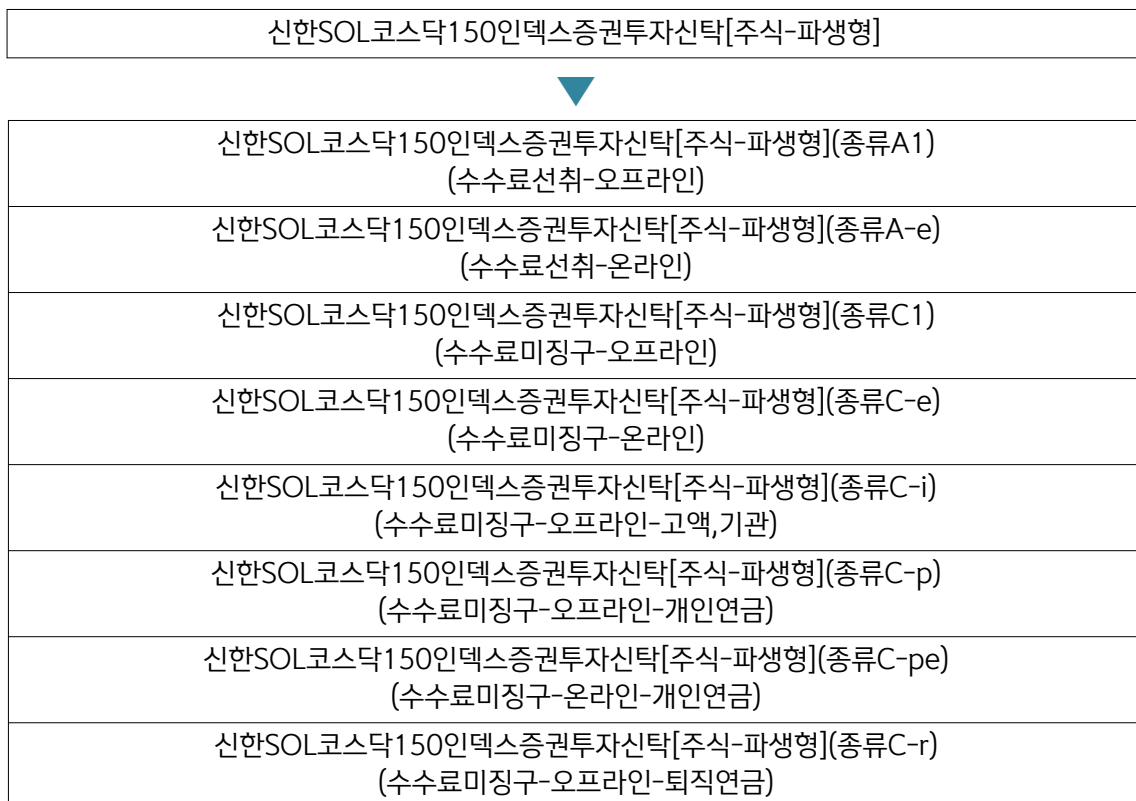 신한SOL코스닥150인덱스증권투자신탁[주식-파생형]
신한SOL코스닥150인덱스증권투자신탁[주식-파생형](종류A1)
(수수료선취-오프라인)
신한SOL코스닥150인덱스증권투자신탁[주식-파생형](종류A-e)
(수수료선취-온라인)
신한SOL코스닥150인덱스증권투자신탁[주식-파생형](종류C1)
(수수료미징구-오프라인)
신한SOL코스닥150인덱스증권투자신탁[주식-파생형](종류C-e)
(수수료미징구-온라인)
신한SOL코스닥150인덱스증권투자신탁[주식-파생형](종류C-i)
(수수료미징구-오프라인-고액,기관)
신한SOL코스닥150인덱스증권투자신탁[주식-파생형](종류C-p)
(수수료미징구-오프라인-개인연금)
신한SOL코스닥150인덱스증권투자신탁[주식-파생형](종류C-pe)
(수수료미징구-온라인-개인연금)
신한SOL코스닥150인덱스증권투자신탁[주식-파생형](종류C-r)
(수수료미징구-오프라인-퇴직연금)